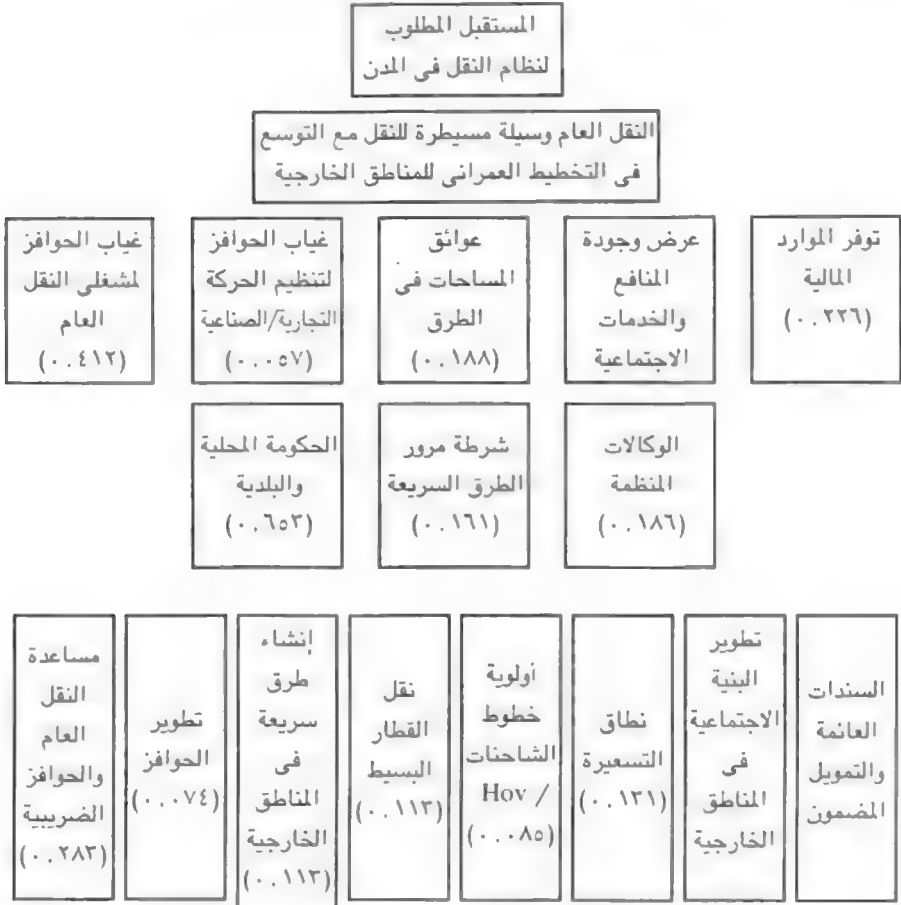 المستقبل المطلوب
لنظام النقل فى المدن
النقل العام وسيلة مسيطرة للنقل مع التوسع
فى التخطيط العمرانى للمناطق الخارجية
توفر الموارد
المالية
(٠.٢٢٦)
عرض وجودة
المنافع
والخدمات
الاجتماعية
عوائق
المساحات فى
الطرق
(٠.١٨٨)
غياب الحوافز
لتنظيم الحركة
التجارية/الصناعية
(٠.٠٥٧)
غياب الحوافز
لمشغلى النقل
العام
(٠.٤١٢)
الوكالات
المنظمة
(٠.١٨٦)
شرطة مرور
الطرق السريعة
(٠.١٦١)
الحكومة المحلية
والبلدية
(٠.٦٥٣)
السندات
العائمة
والتمويل
المضمون
تطوير
البنية
الاجتماعية
فى
المناطق
الخارجية
نطاق
التسعيرة
(٠.١٣١)
أولوية
خطوط
الشاحنات
Hov /
(٠.٠٨٥)
نقل
القطار
البسيط
(٠.١١٣)
إنشاء
طرق
سريعة
فى
المناطق
الخارجية
(٠.١١٣)
تطوير
الحوافز
(٠.٠٧٤)
مساعدة
النقل
العام
والحوافز
الضريبية
(٠.٢٨٣)